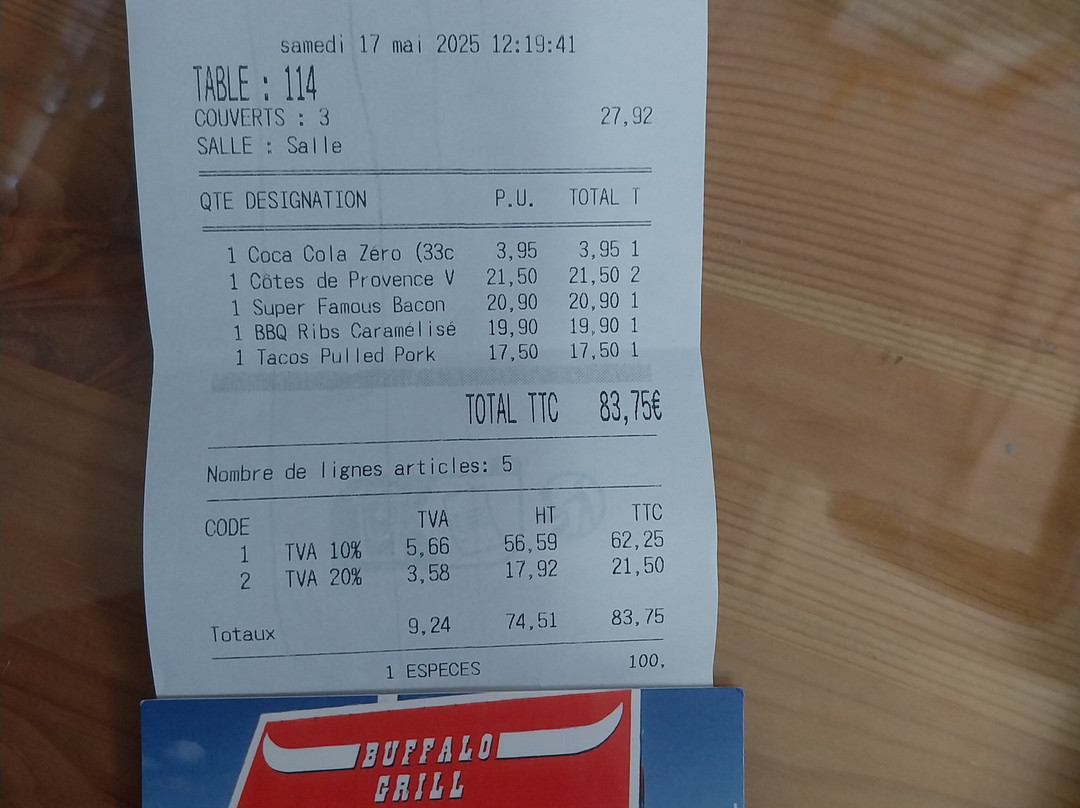 samedi 17 mai 2025 12:19:41
TABLE : 114
COUVERTS : 3 27,92
SALLE : Salle
QTE DESIGNATION P.U. TOTAL T
1 Coca Cola Zéro (33c 3,95 3,95 1
1 Côtes de Provence V 21,50 21,50 2
1 Super Famous Bacon 20,90 20,90 1
1 BBQ Ribs Caramélisé 19,90 19,90 1
1 Tacos Pulled Pork 17,50 17,50 1
TOTAL TTC 83,75€
Nombre de lignes articles: 5
CODE TVA HT TTC
1 TVA 10% 5,66 56,59 62,25
2 TVA 20% 3,58 17,92 21,50
Totaux 9,24 74,51 83,75
1 ESPECES 100,
BUFFALO
GRILL